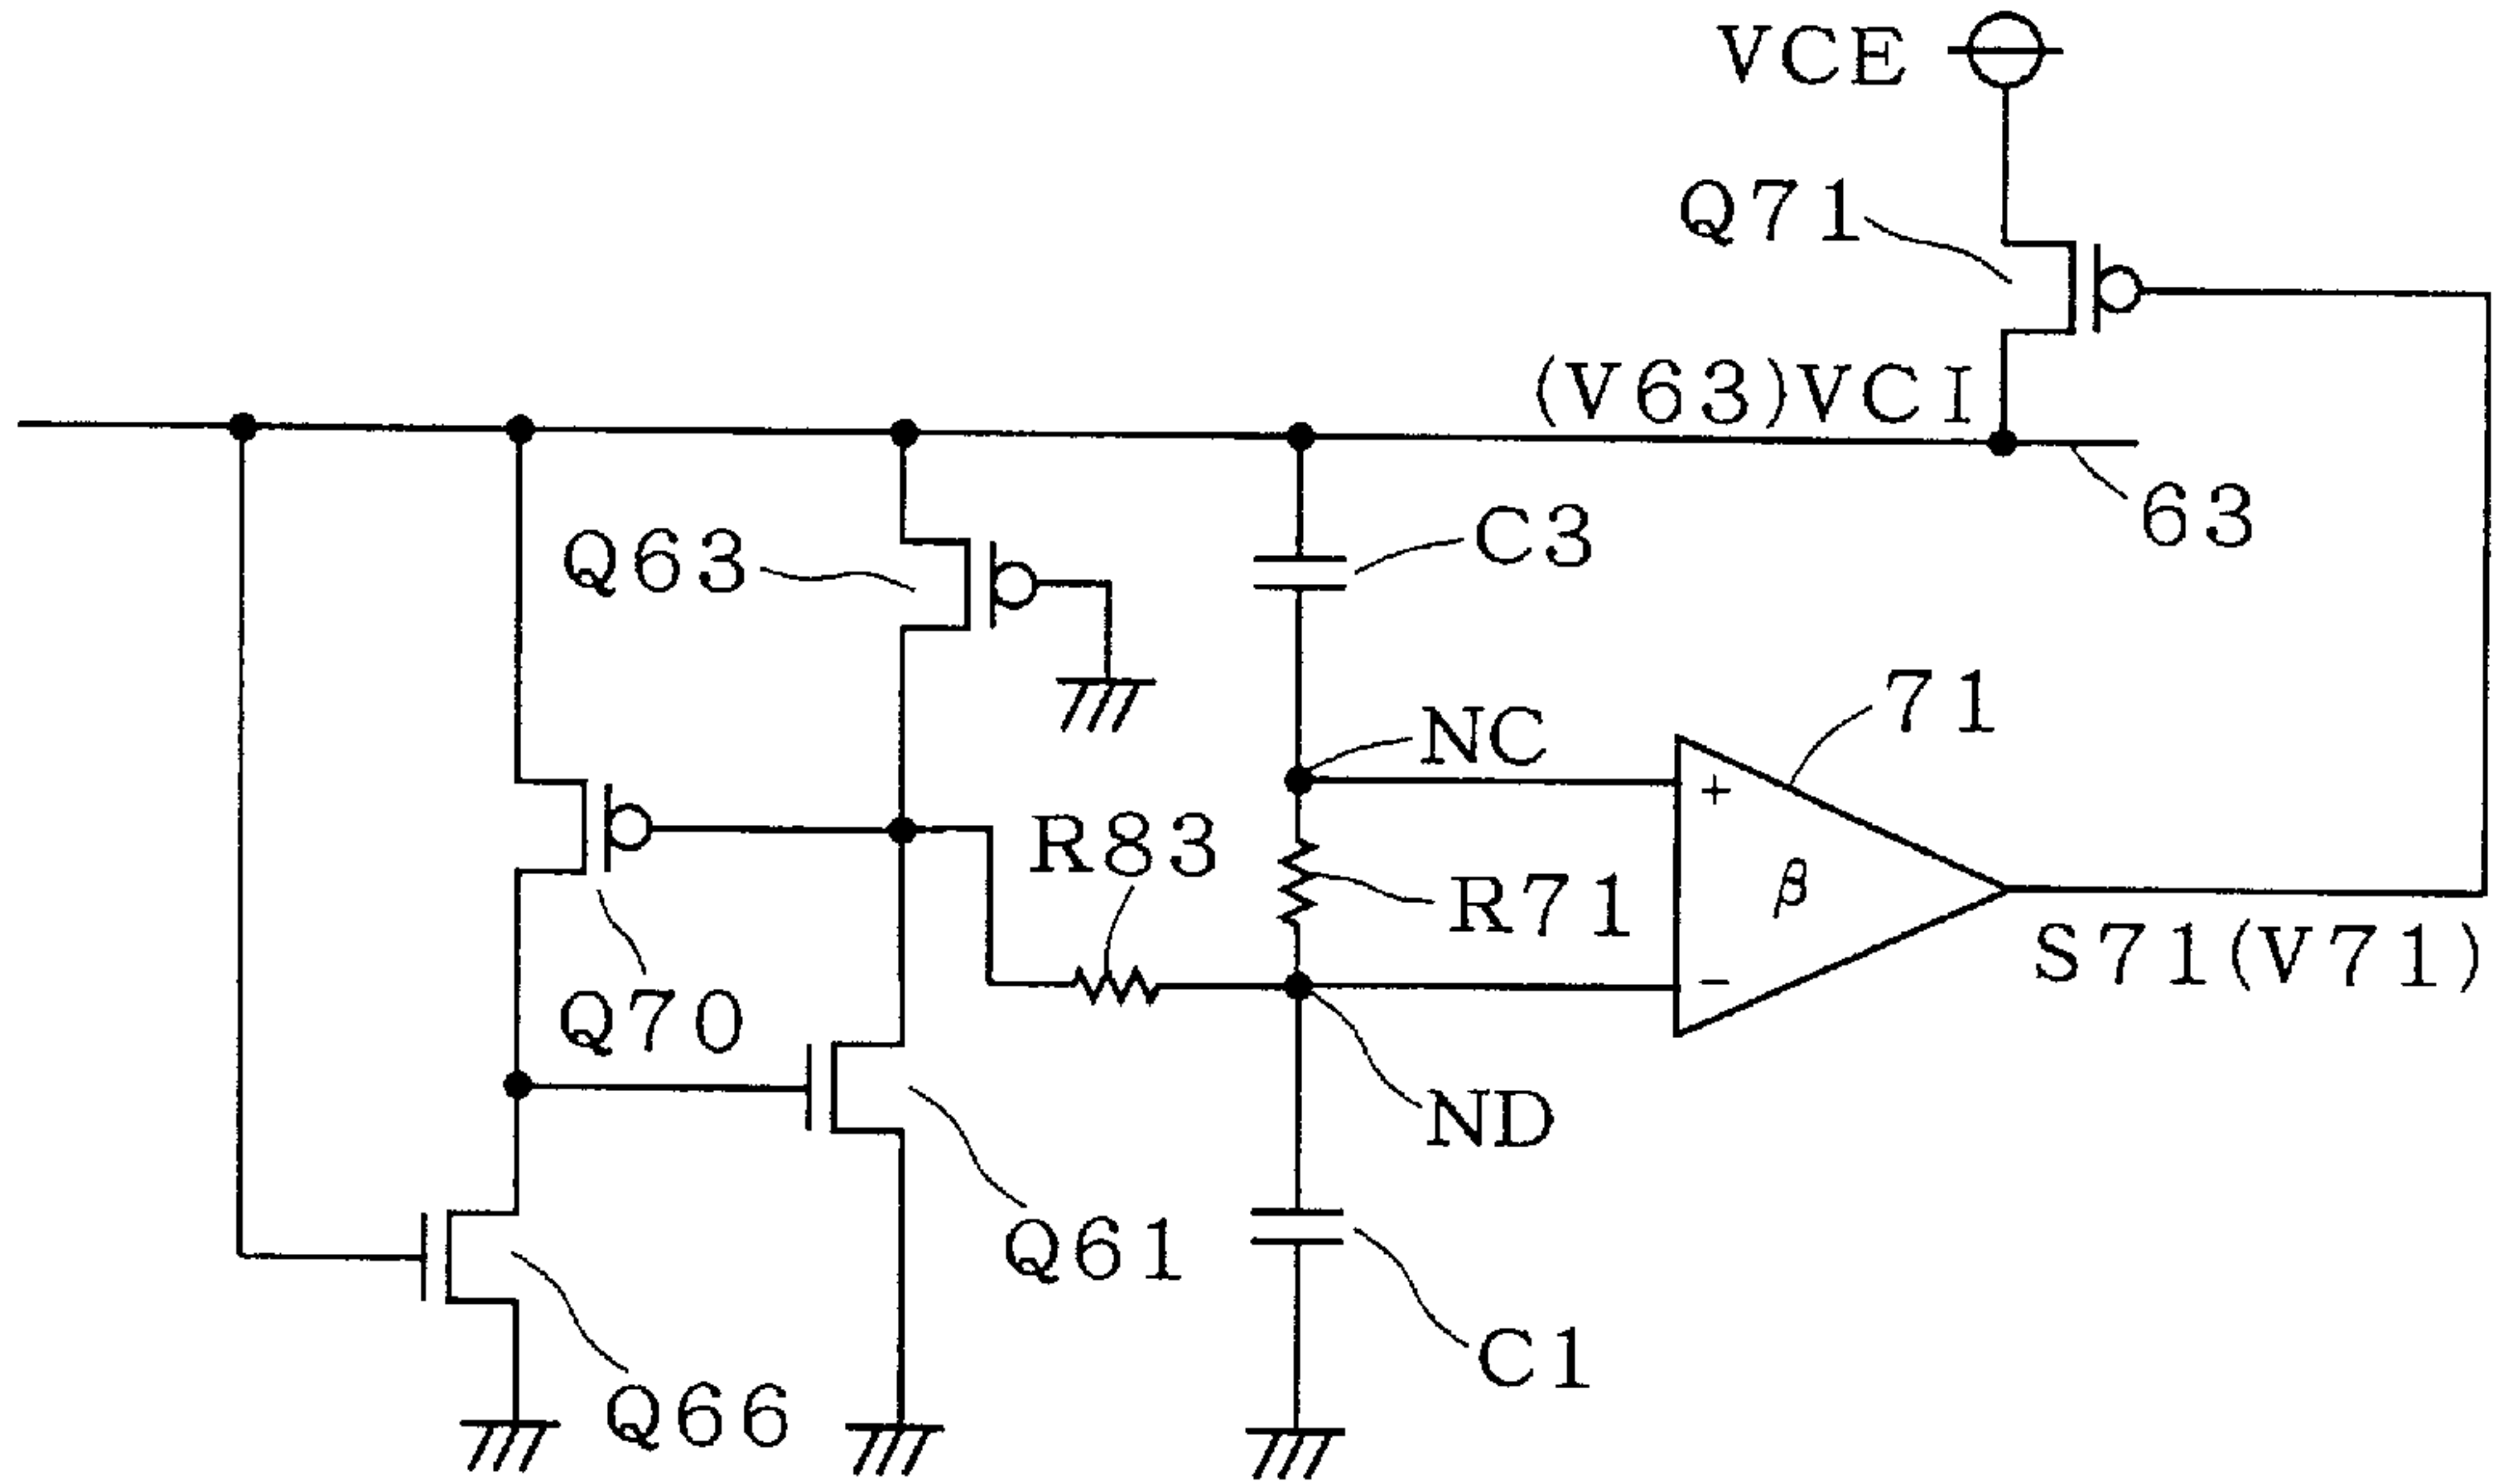 VCE
Q71
(V63)VCI
63
Q63
C3
NC
71
R83
+
R71
β
−
S71(V71)
Q70
ND
Q61
C1
Q66